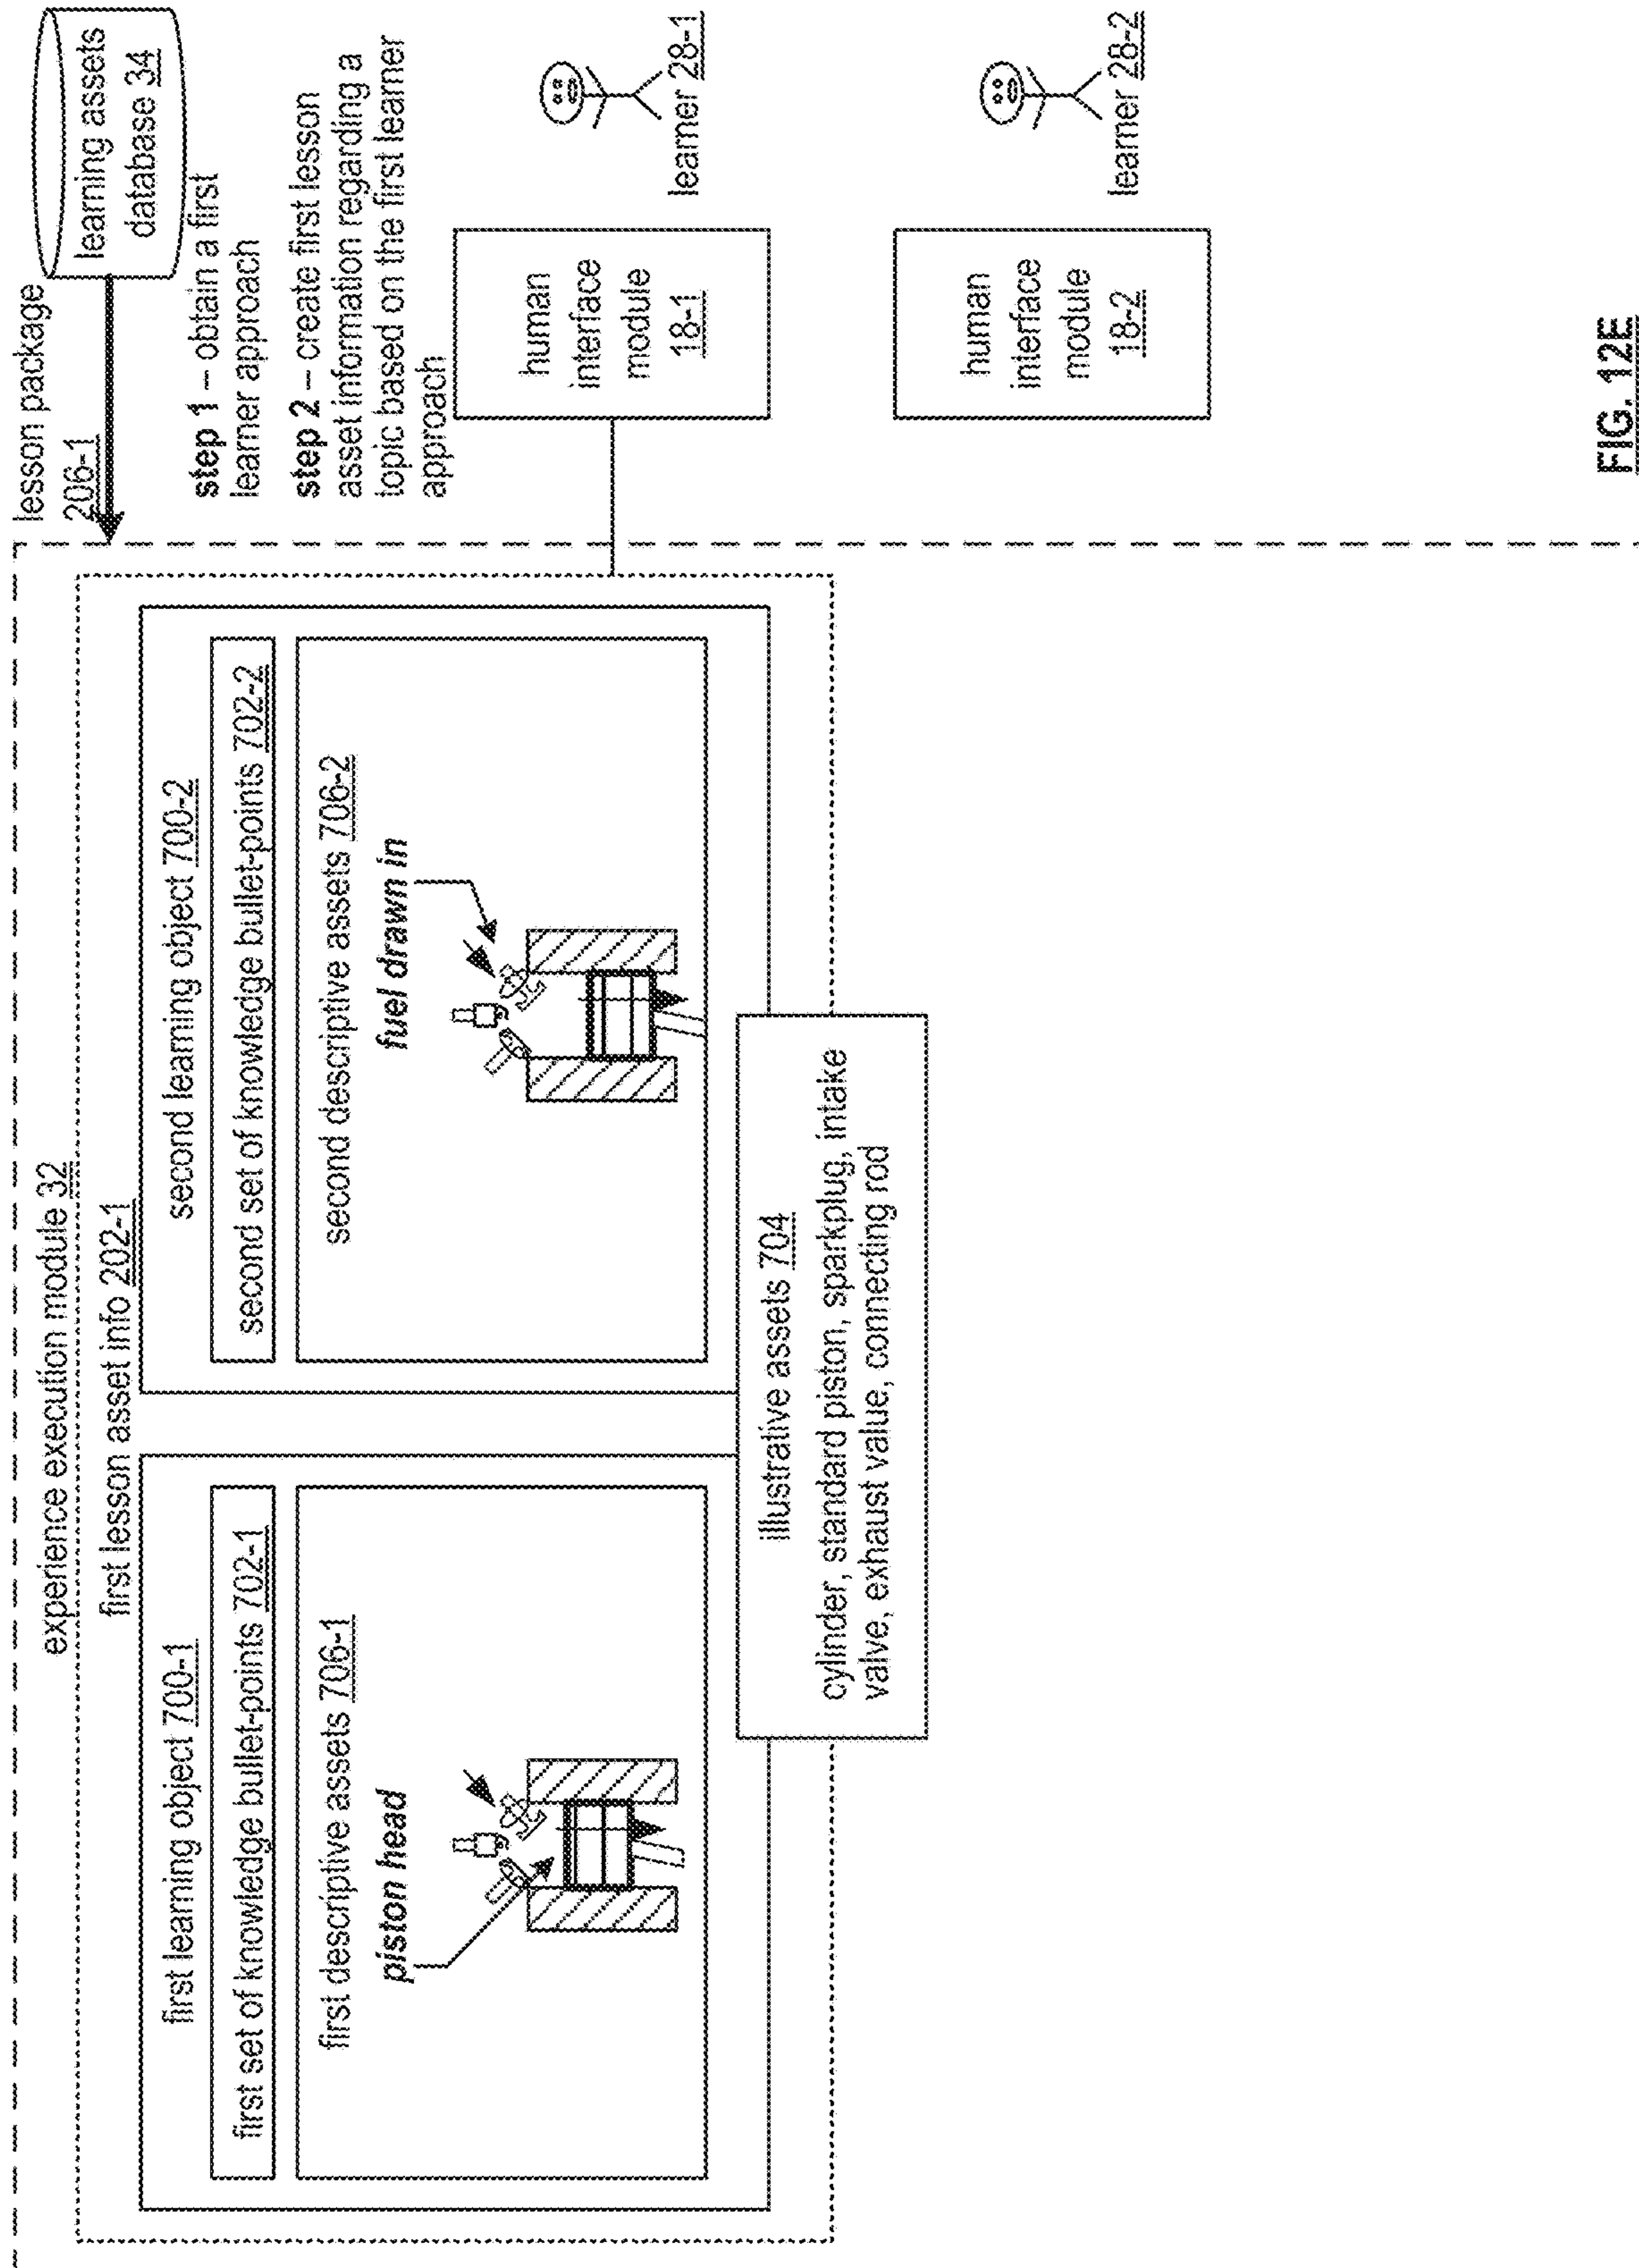 experience execution module 32
first lesson asset info 202-1
first learning object 700-1
first set of knowledge bullet-points 702-1
first descriptive assets 706-1
piston head
second learning object 700-2
second set of knowledge bullet-points 702-2
second descriptive assets 706-2
fuel drawn in
illustrative assets 704
cylinder, standard piston, sparkplug, intake
valve, exhaust value, connecting rod
lesson package
206-1
learning assets
database 34
step 1 – obtain a first
learner approach
step 2 – create first lesson
asset information regarding a
topic based on the first learner
approach
human
interface
module
18-1
learner 28-1
human
interface
module
18-2
learner 28-2
FIG. 12E